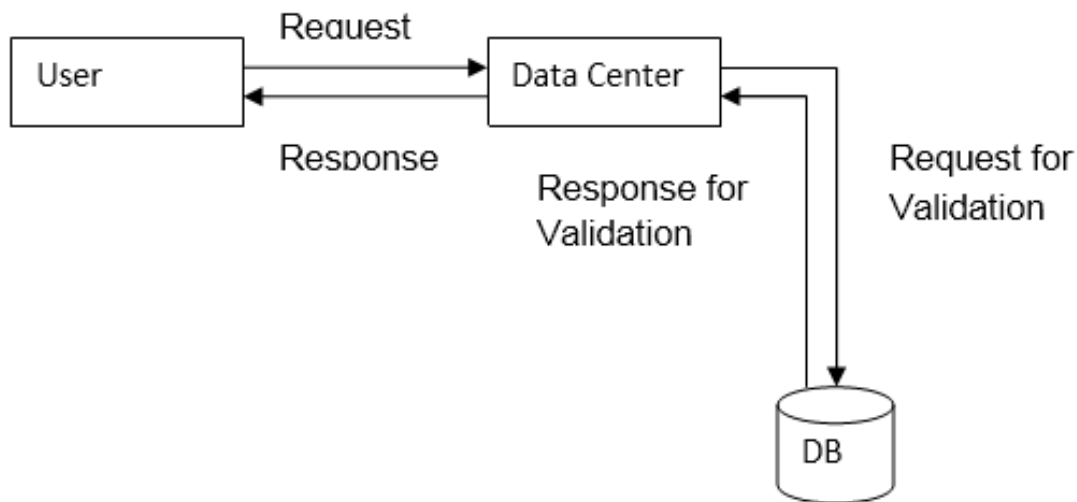 Request
User
Data Center
Response
Response for
Validation
Request for
Validation
DB